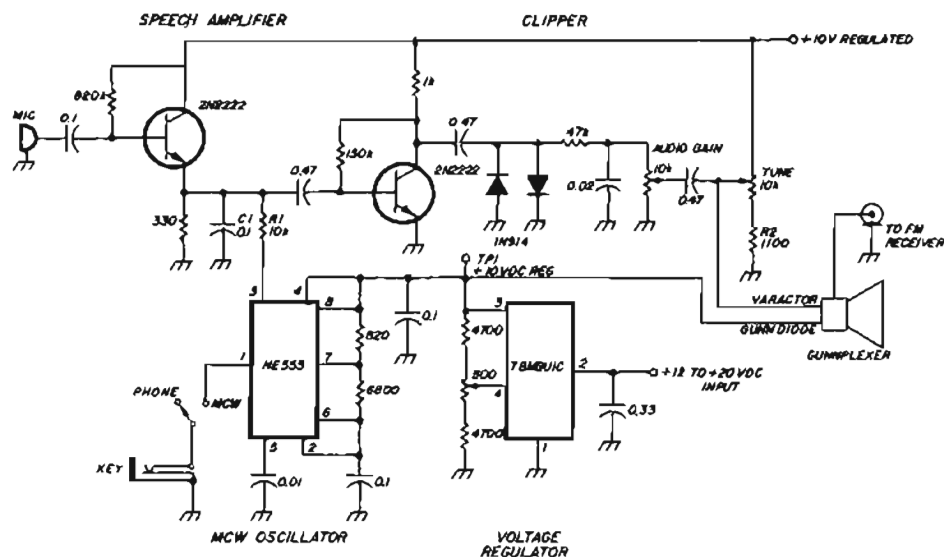 SPEECH AMPLIFIER
CLIPPER
+10V REGULATED
820k
2N2222
1k
MIC
0.1
0.47
150k
0.47
2N2222
47k
AUDIO GAIN
10k
0.47
TUNE
10k
0.02
1N914
330
C1
0.1
R1
10k
R2
1100
TO FM
RECEIVER
TP1
+10VDC REG
3
4
8
820
0.1
3
4700
VARACTOR
GUNN DIODE
GUNNPLEXER
1
NE555
7
6800
500
4
78MGU1C
2
+12 TO +20 VDC
INPUT
PHONE
MCW
6
4700
0.33
KEY
5
2
1
0.01
0.1
MCW OSCILLATOR
VOLTAGE
REGULATOR